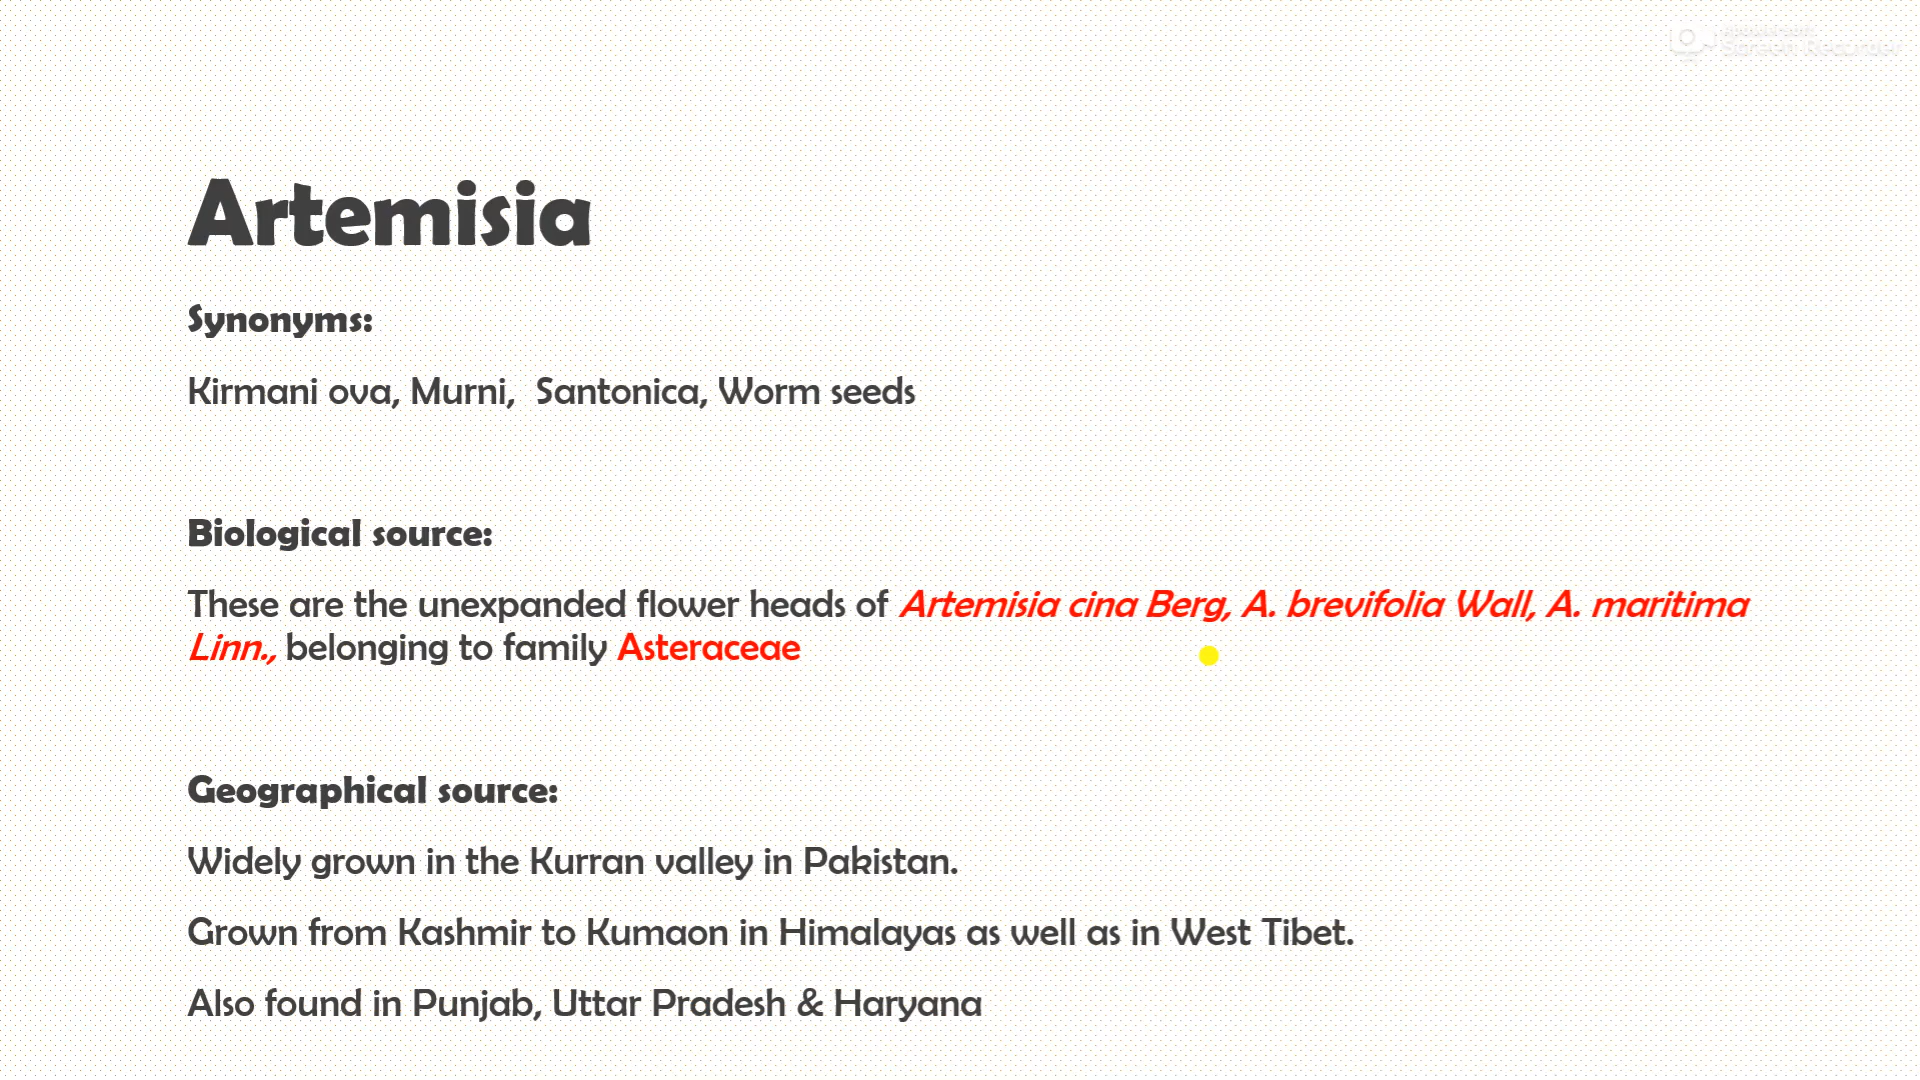 Screen Recorder
Artemisia
Synonyms:
Kirmani ova, Murni,  Santonica, Worm seeds
Biological source:
These are the unexpanded flower heads of Artemisia cina Berg, A. brevifolia Wall, A. maritima
Linn., belonging to family Asteraceae
Geographical source:
Widely grown in the Kurran valley in Pakistan.
Grown from Kashmir to Kumaon in Himalayas as well as in West Tibet.
Also found in Punjab, Uttar Pradesh & Haryana